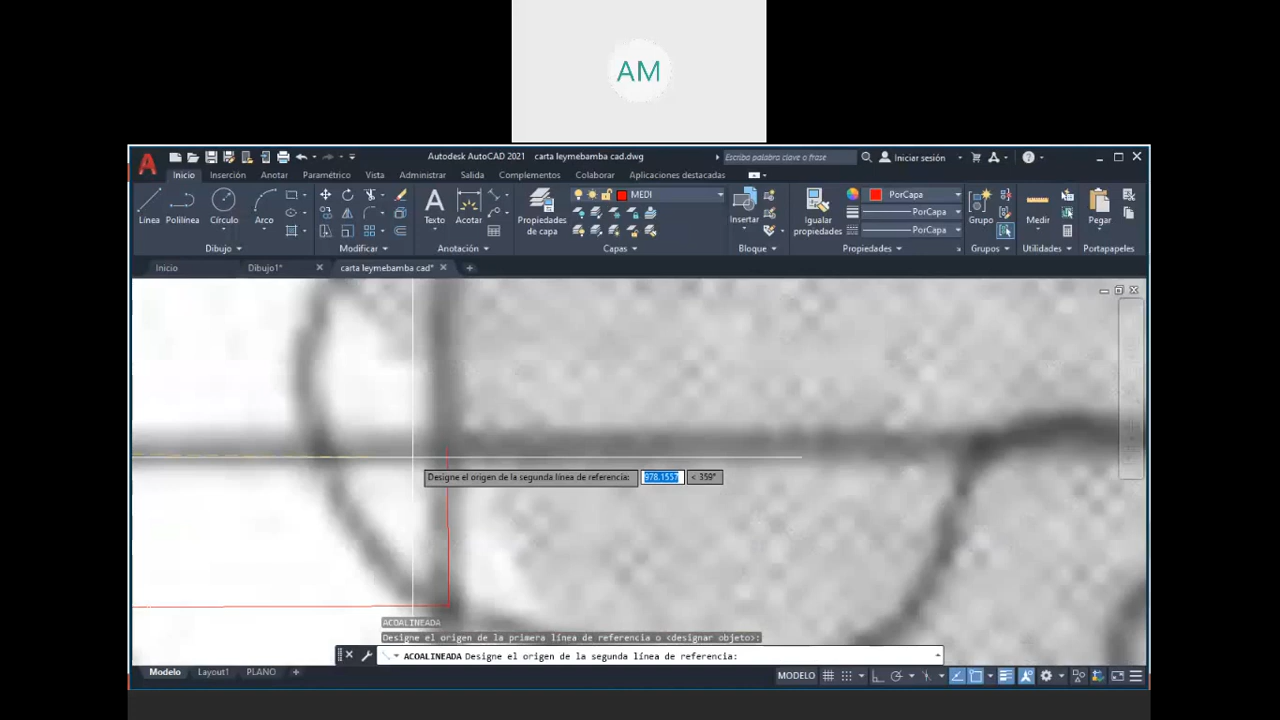 AM
Autodesk AutoCAD 2021 carta leymebamba cad.dwg
Escriba palabra clave o frase
Iniciar sesión
Inicio Inserción Anotar Paramétrico Vista Administrar Salida Complementos Colaborar Aplicaciones destacadas
MEDI
PorCapa
Línea Polilínea Círculo Arco Texto Acotar Propiedades de capa Insertar Igualar propiedades PorCapa Grupo Medir Pegar
PorCapa
Dibujo Modificar Anotación Capas Bloque Propiedades Grupos Utilidades Portapapeles
Inicio Dibujo1* carta leymebamba cad*
Designe el origen de la segunda línea de referencia: 978,1557 < 359°
ACOALINEADA
Designe el origen de la primera línea de referencia o <designar objeto>:
ACOALINEADA Designe el origen de la segunda línea de referencia:
Modelo Layout1 PLANO
MODELO